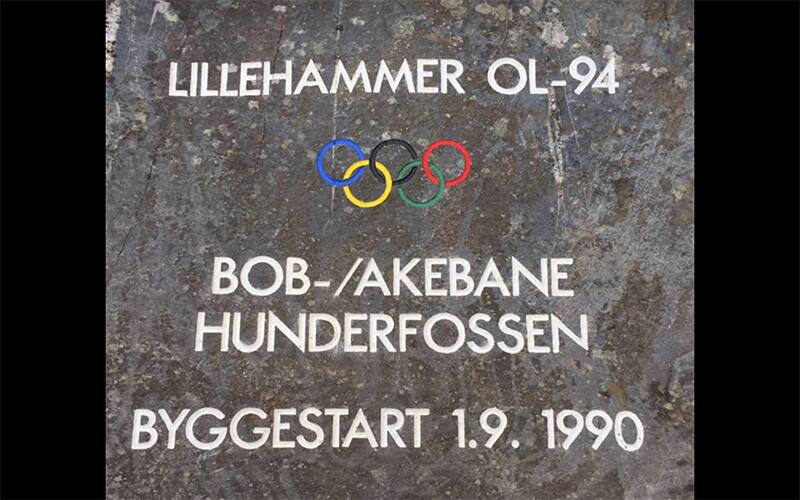 LILLEHAMMER OL-94
BOB-/AKEBANE
HUNDERFOSSEN
BYGGESTART 1.9. 1990